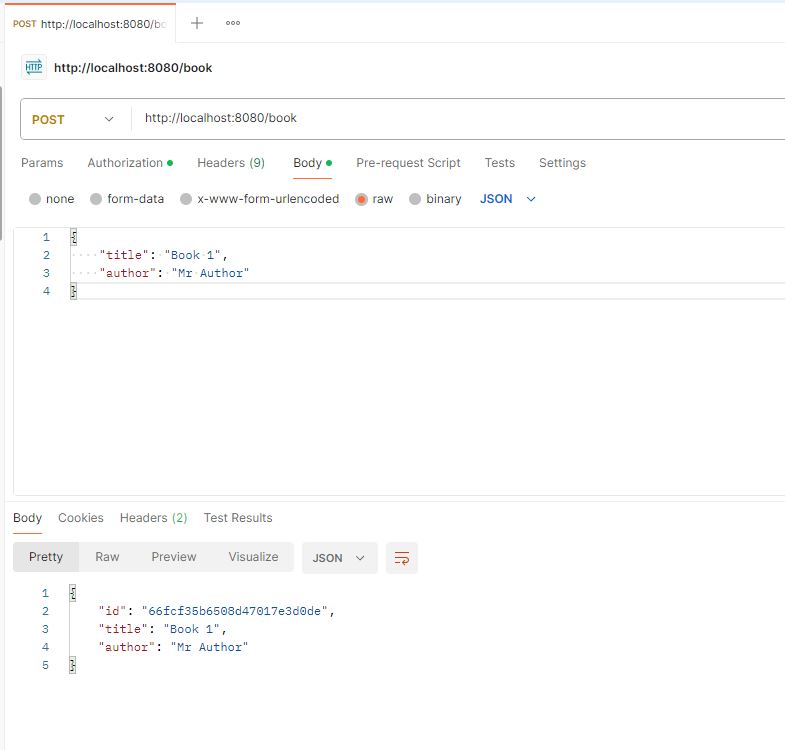 POST http://localhost:8080/bo
http://localhost:8080/book
POST http://localhost:8080/book
Params Authorization Headers (9) Body Pre-request Script Tests Settings
none form-data x-www-form-urlencoded raw binary JSON
1 {
2 "title": "Book 1",
3 "author": "Mr Author"
4 }
Body Cookies Headers (2) Test Results
Pretty Raw Preview Visualize JSON
1 {
2 "id": "66fcf35b6508d47017e3d0de",
3 "title": "Book 1",
4 "author": "Mr Author"
5 }